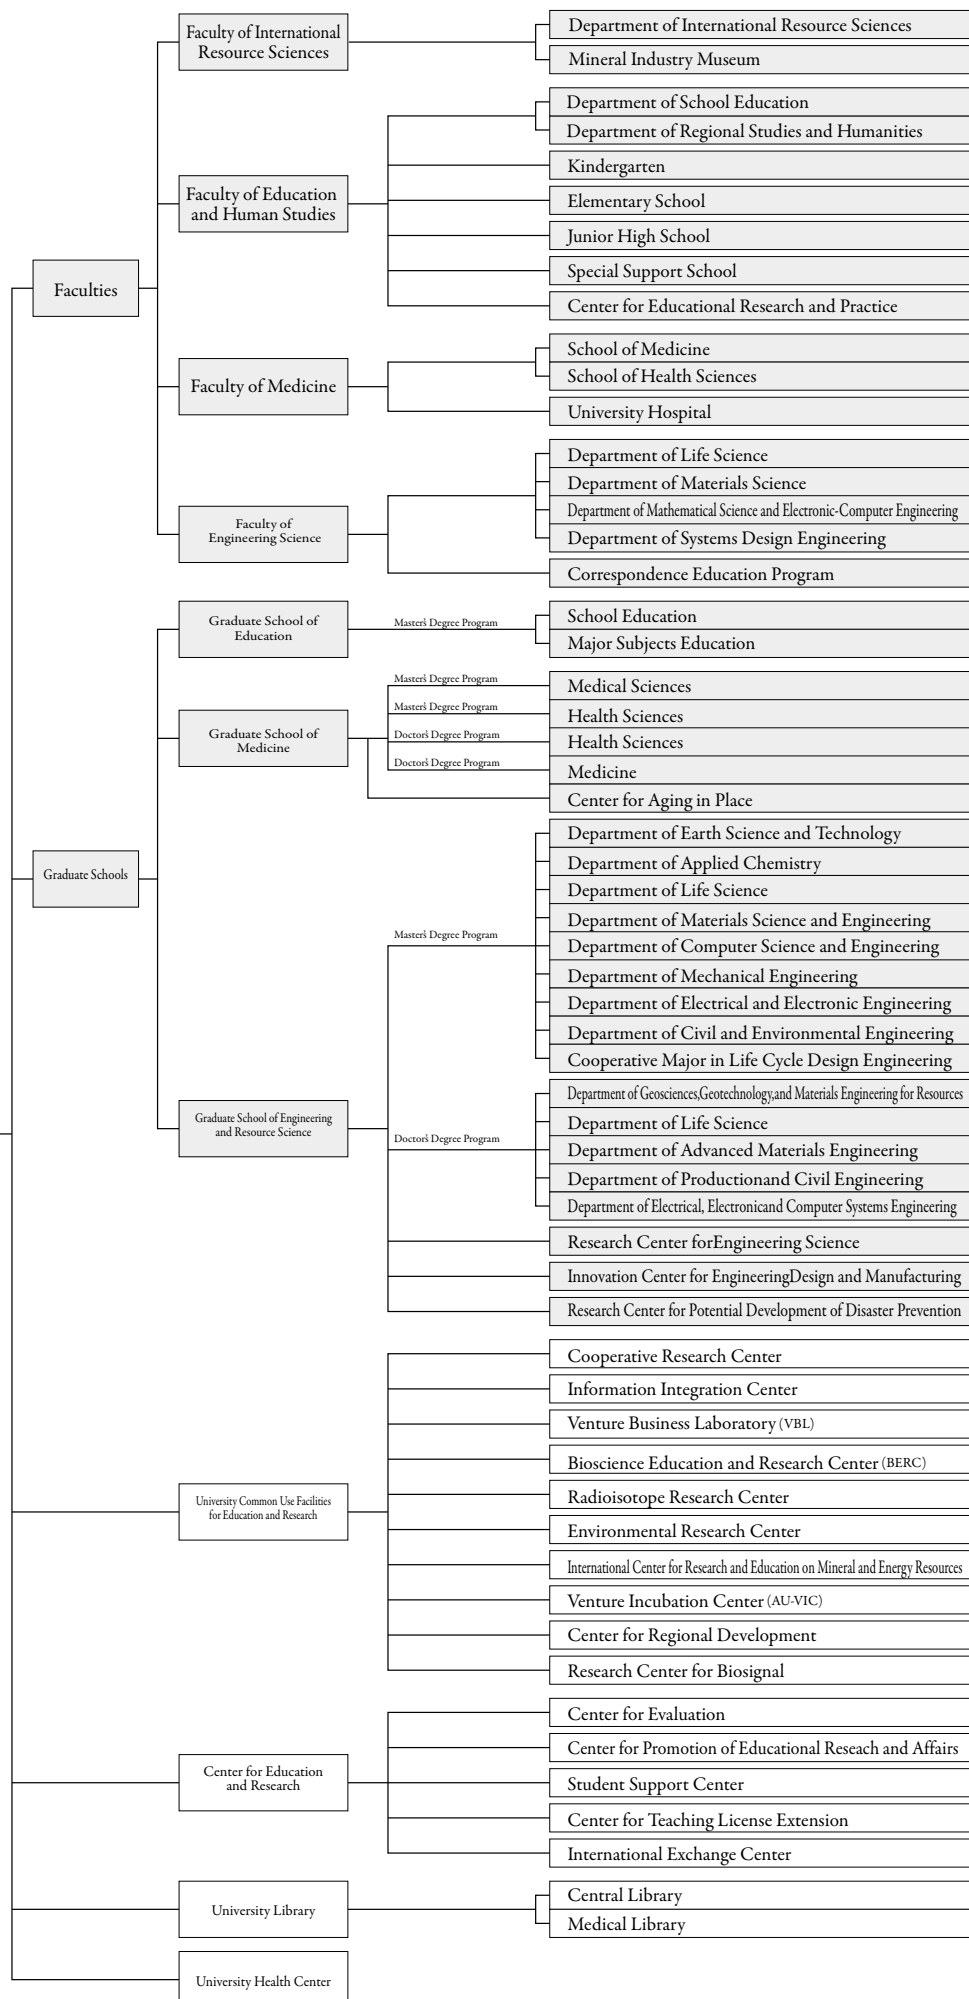 Faculties
Faculty of International
Resource Sciences
Department of International Resource Sciences
Mineral Industry Museum
Faculty of Education
and Human Studies
Department of School Education
Department of Regional Studies and Humanities
Kindergarten
Elementary School
Junior High School
Special Support School
Center for Educational Research and Practice
Faculty of Medicine
School of Medicine
School of Health Sciences
University Hospital
Faculty of
Engineering Science
Department of Life Science
Department of Materials Science
Department of Mathematical Science and Electronic-Computer Engineering
Department of Systems Design Engineering
Correspondence Education Program
Graduate Schools
Graduate School of
Education
Master's Degree Program
School Education
Major Subjects Education
Graduate School of
Medicine
Master's Degree Program
Medical Sciences
Master's Degree Program
Health Sciences
Doctor's Degree Program
Health Sciences
Doctor's Degree Program
Medicine
Center for Aging in Place
Graduate School of Engineering
and Resource Science
Master's Degree Program
Department of Earth Science and Technology
Department of Applied Chemistry
Department of Life Science
Department of Materials Science and Engineering
Department of Computer Science and Engineering
Department of Mechanical Engineering
Department of Electrical and Electronic Engineering
Department of Civil and Environmental Engineering
Cooperative Major in Life Cycle Design Engineering
Doctor's Degree Program
Department of Geosciences,Geotechnology,and Materials Engineering for Resources
Department of Life Science
Department of Advanced Materials Engineering
Department of Productionand Civil Engineering
Department of Electrical, Electronicand Computer Systems Engineering
Research Center forEngineering Science
Innovation Center for EngineeringDesign and Manufacturing
Research Center for Potential Development of Disaster Prevention
University Common Use Facilities
for Education and Research
Cooperative Research Center
Information Integration Center
Venture Business Laboratory (VBL)
Bioscience Education and Research Center (BERC)
Radioisotope Research Center
Environmental Research Center
International Center for Research and Education on Mineral and Energy Resources
Venture Incubation Center (AU-VIC)
Center for Regional Development
Research Center for Biosignal
Center for Education
and Research
Center for Evaluation
Center for Promotion of Educational Reseach and Affairs
Student Support Center
Center for Teaching License Extension
International Exchange Center
University Library
Central Library
Medical Library
University Health Center